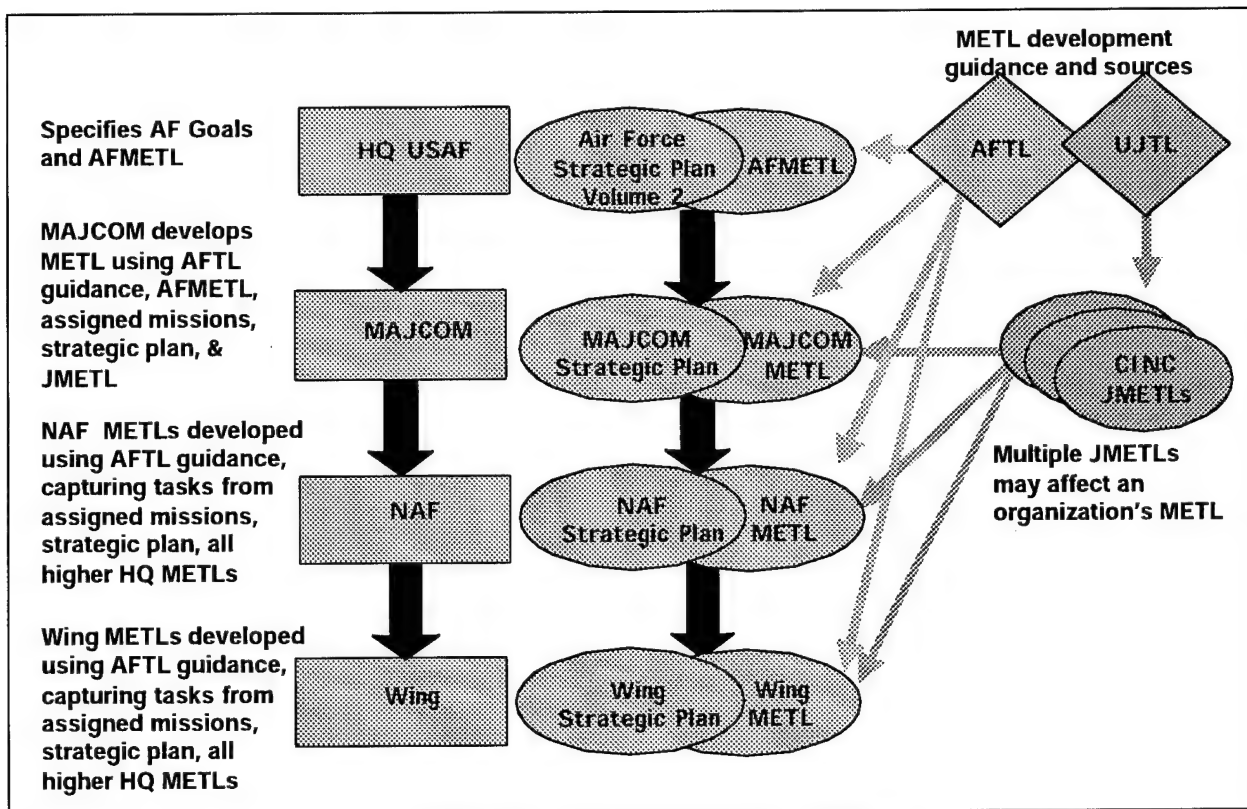 METL development
guidance and sources
Specifies AF Goals
and AFMETL
HQ USAF
Air Force
Strategic Plan
Volume 2
AFMETL
AFTL
UJTL
MAJCOM develops
METL using AFTL
guidance, AFMETL,
assigned missions,
strategic plan, &
JMETL
MAJCOM
MAJCOM
Strategic Plan
MAJCOM
METL
CINC
JMETLs
Multiple JMETLs
may affect an
organization's METL
NAF METLs developed
using AFTL guidance,
capturing tasks from
assigned missions,
strategic plan, all
higher HQ METLs
NAF
NAF
Strategic Plan
NAF
METL
Wing METLs developed
using AFTL guidance,
capturing tasks from
assigned missions,
strategic plan, all
higher HQ METLs
Wing
Wing
Strategic Plan
Wing
METL